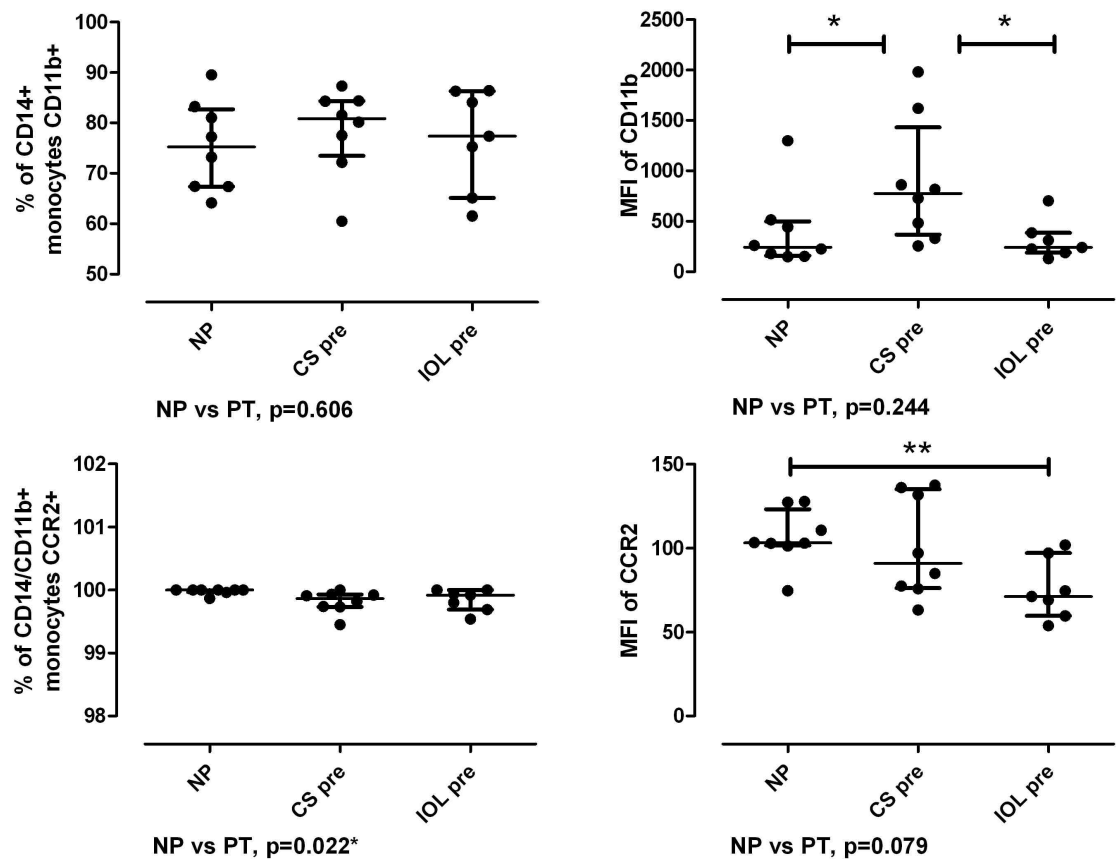 % of CD14+
monocytes CD11b+
100
90
80
70
60
50
NP
CS pre
IOL pre
NP vs PT, p=0.606
MFI of CD11b
2500
2000
1500
1000
500
0
*
*
NP
CS pre
IOL pre
NP vs PT, p=0.244
% of CD14/CD11b+
monocytes CCR2+
102
101
100
99
98
NP
CS pre
IOL pre
NP vs PT, p=0.022*
MFI of CCR2
150
100
50
0
**
NP
CS pre
IOL pre
NP vs PT, p=0.079